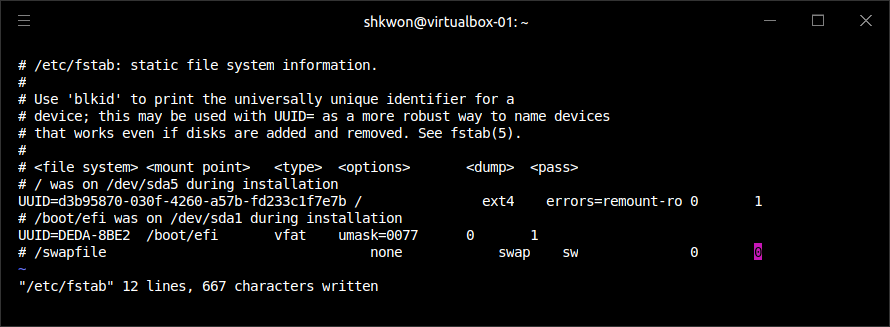 shkwon@virtualbox-01: ~
# /etc/fstab: static file system information.
#
# Use 'blkid' to print the universally unique identifier for a
# device; this may be used with UUID= as a more robust way to name devices
# that works even if disks are added and removed. See fstab(5).
#
# <file system> <mount point>   <type>  <options>       <dump>  <pass>
# / was on /dev/sda5 during installation
UUID=d3b95870-030f-4260-a57b-fd233c1f7e7b /               ext4    errors=remount-ro 0       1
# /boot/efi was on /dev/sda1 during installation
UUID=DEDA-8BE2  /boot/efi       vfat    umask=0077      0       1
# /swapfile                                 none            swap    sw              0       0
~
"/etc/fstab" 12 lines, 667 characters written